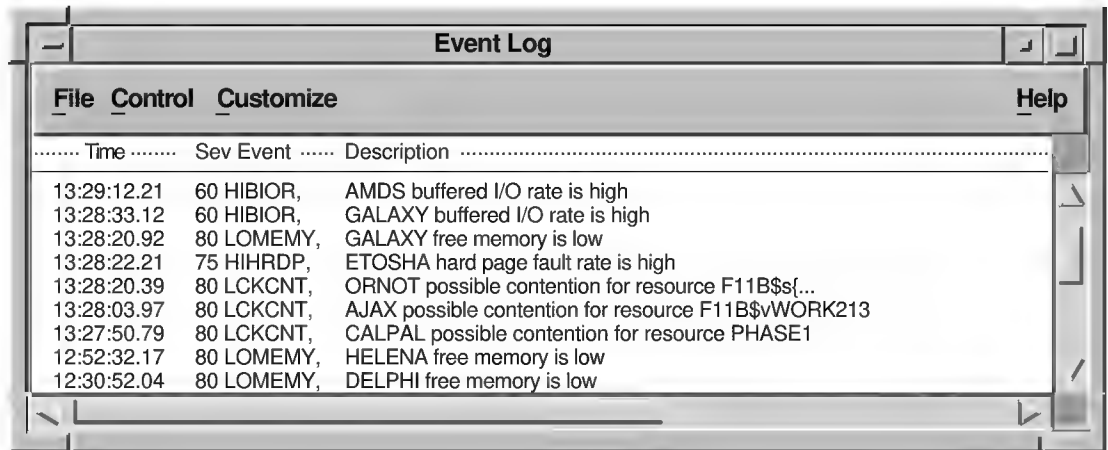 Event Log
File Control Customize Help
........ Time ........ Sev Event ...... Description ..........................................................................................................
13:29:12.21 60 HIBIOR, AMDS buffered I/O rate is high
13:28:33.12 60 HIBIOR, GALAXY buffered I/O rate is high
13:28:20.92 80 LOMEMY, GALAXY free memory is low
13:28:22.21 75 HIHRDP, ETOSHA hard page fault rate is high
13:28:20.39 80 LCKCNT, ORNOT possible contention for resource F11B$s{...
13:28:03.97 80 LCKCNT, AJAX possible contention for resource F11B$vWORK213
13:27:50.79 80 LCKCNT, CALPAL possible contention for resource PHASE1
12:52:32.17 80 LOMEMY, HELENA free memory is low
12:30:52.04 80 LOMEMY, DELPHI free memory is low